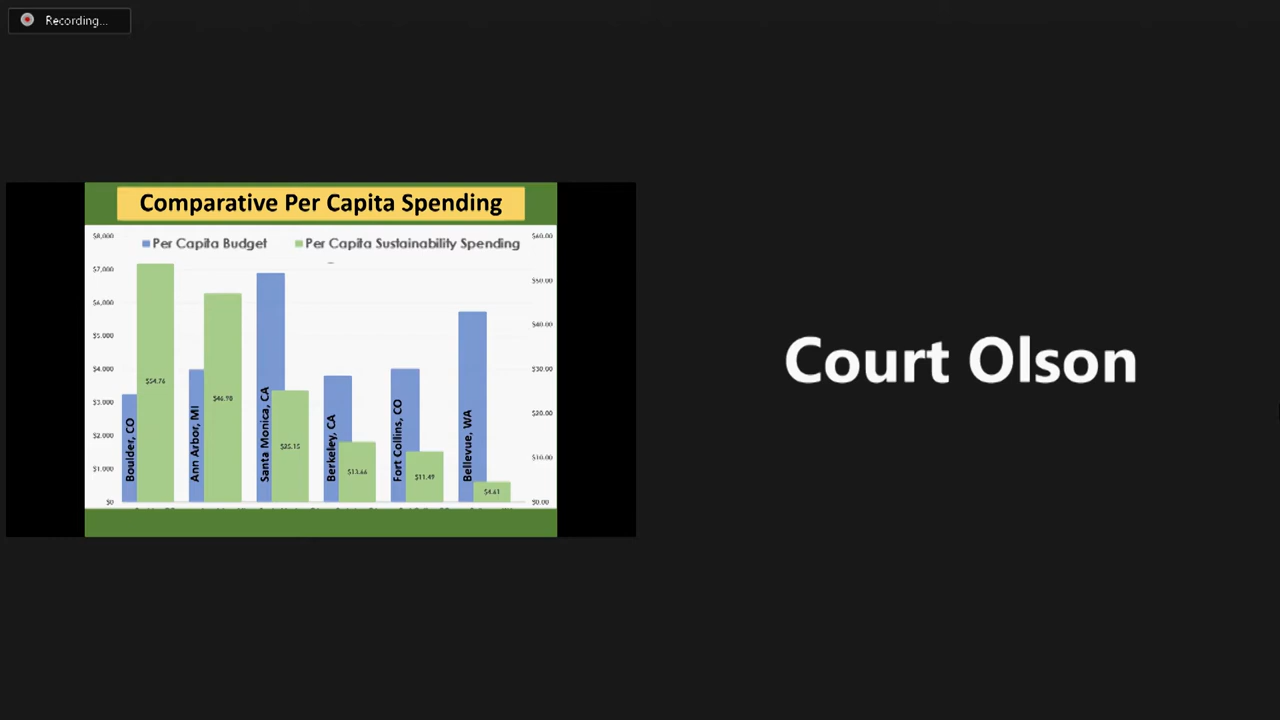 Recording...
Comparative Per Capita Spending
Per Capita Budget
Per Capita Sustainability Spending
$8,000
$7,000
$6,000
$5,000
$4,000
$3,000
$2,000
$1,000
$0
$60.00
$50.00
$40.00
$30.00
$20.00
$10.00
$0.00
Boulder, CO
$54.76
Ann Arbor, MI
$46.98
Santa Monica, CA
$25.15
Berkeley, CA
$13.66
Fort Collins, CO
$11.49
Bellevue, WA
$4.61
Court Olson